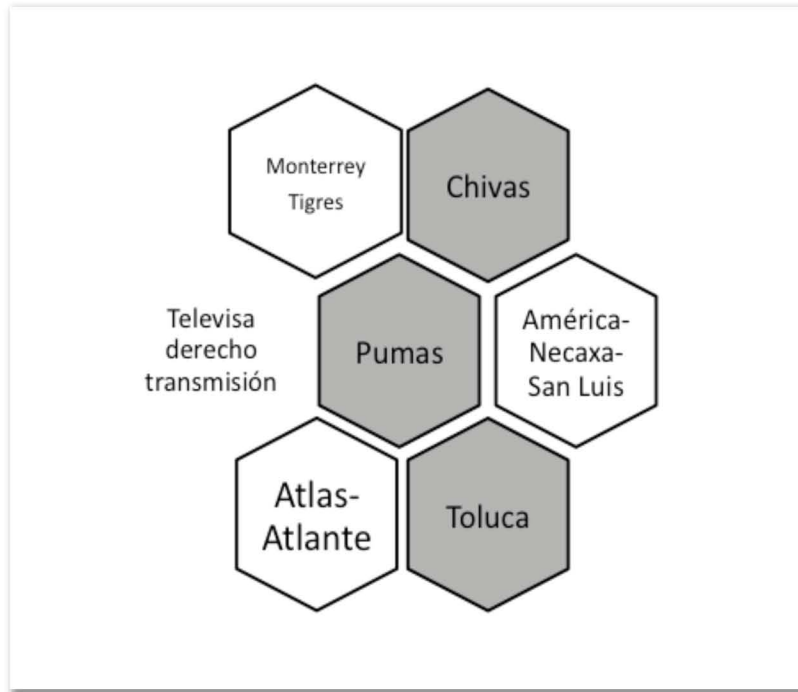 Monterrey
Tigres
Chivas
Televisa
derecho
transmisión
Pumas
América-
Necaxa-
San Luis
Atlas-
Atlante
Toluca